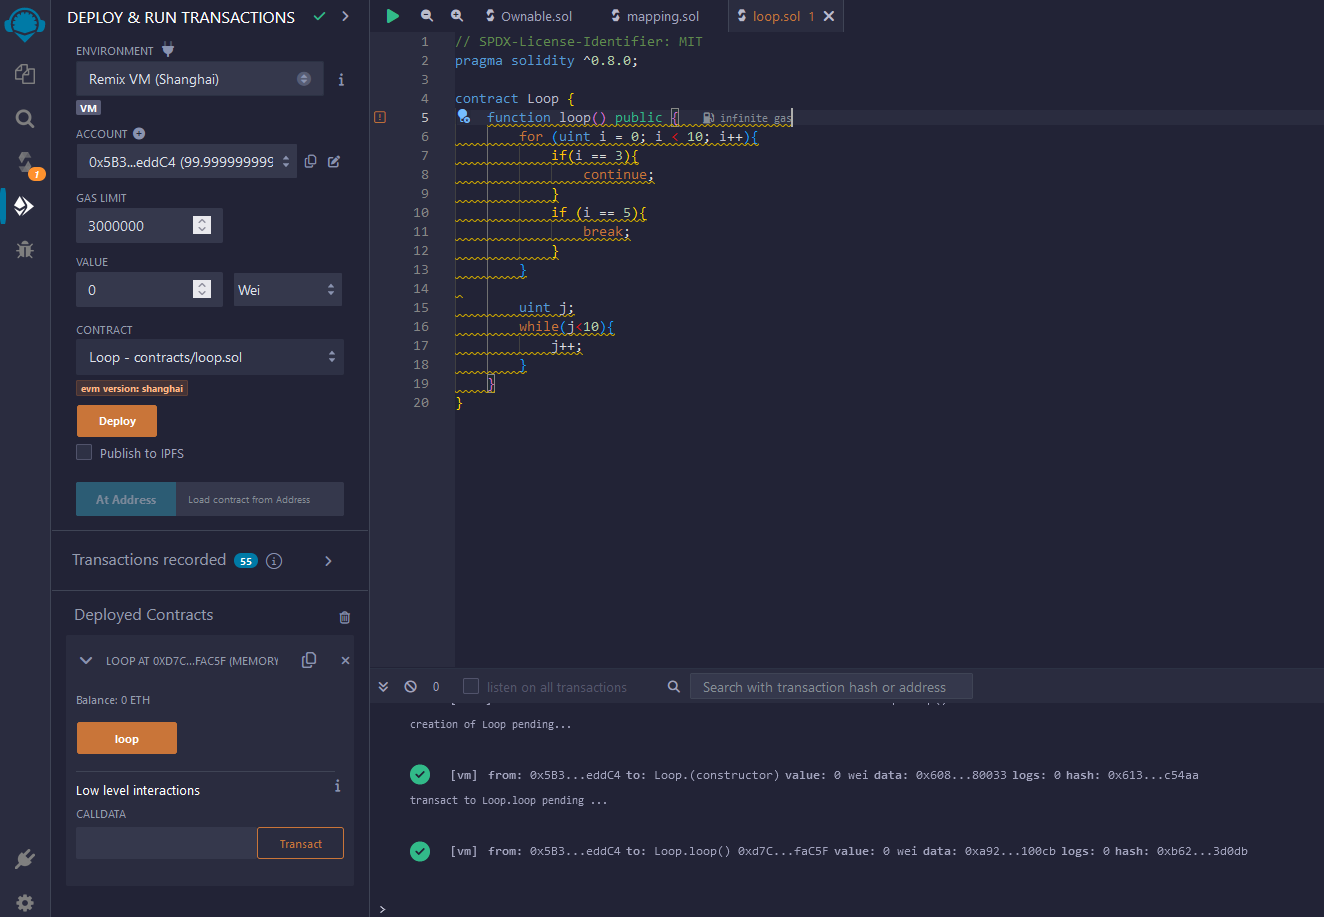 DEPLOY & RUN TRANSACTIONS
ENVIRONMENT
Remix VM (Shanghai)
VM
ACCOUNT
0x5B3...eddC4 (99.9999999999
GAS LIMIT
3000000
VALUE
0
Wei
CONTRACT
Loop - contracts/loop.sol
evm version: shanghai
Deploy
Publish to IPFS
At Address
Load contract from Address
Transactions recorded 55
Deployed Contracts
LOOP AT 0XD7C...FAC5F (MEMORY
Balance: 0 ETH
loop
Low level interactions
CALLDATA
Transact
1
Ownable.sol
mapping.sol
loop.sol 1
1 // SPDX-License-Identifier: MIT
2 pragma solidity ^0.8.0;
3
4 contract Loop {
5 function loop() public { infinite gas
6 for (uint i = 0; i < 10; i++){
7 if(i == 3){
8 continue;
9 }
10 if (i == 5){
11 break;
12 }
13 }
14
15 uint j;
16 while(j<10){
17 j++;
18 }
19 }
20 }
0
listen on all transactions
Search with transaction hash or address
creation of Loop pending...
[vm] from: 0x5B3...eddC4 to: Loop.(constructor) value: 0 wei data: 0x608...80033 logs: 0 hash: 0x613...c54aa
transact to Loop.loop pending ...
[vm] from: 0x5B3...eddC4 to: Loop.loop() 0xd7C...faC5F value: 0 wei data: 0xa92...100cb logs: 0 hash: 0xb62...3d0db
>